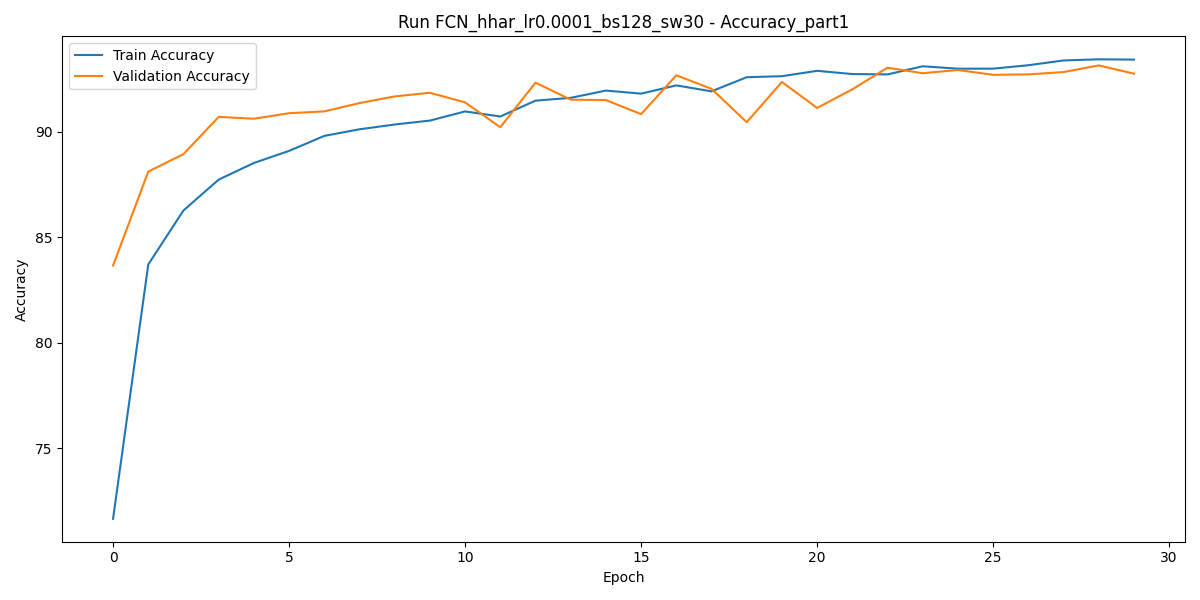 Run FCN_hhar_lr0.0001_bs128_sw30 - Accuracy_part1
Train Accuracy
Validation Accuracy
90
85
80
75
Accuracy
0 5 10 15 20 25 30
Epoch